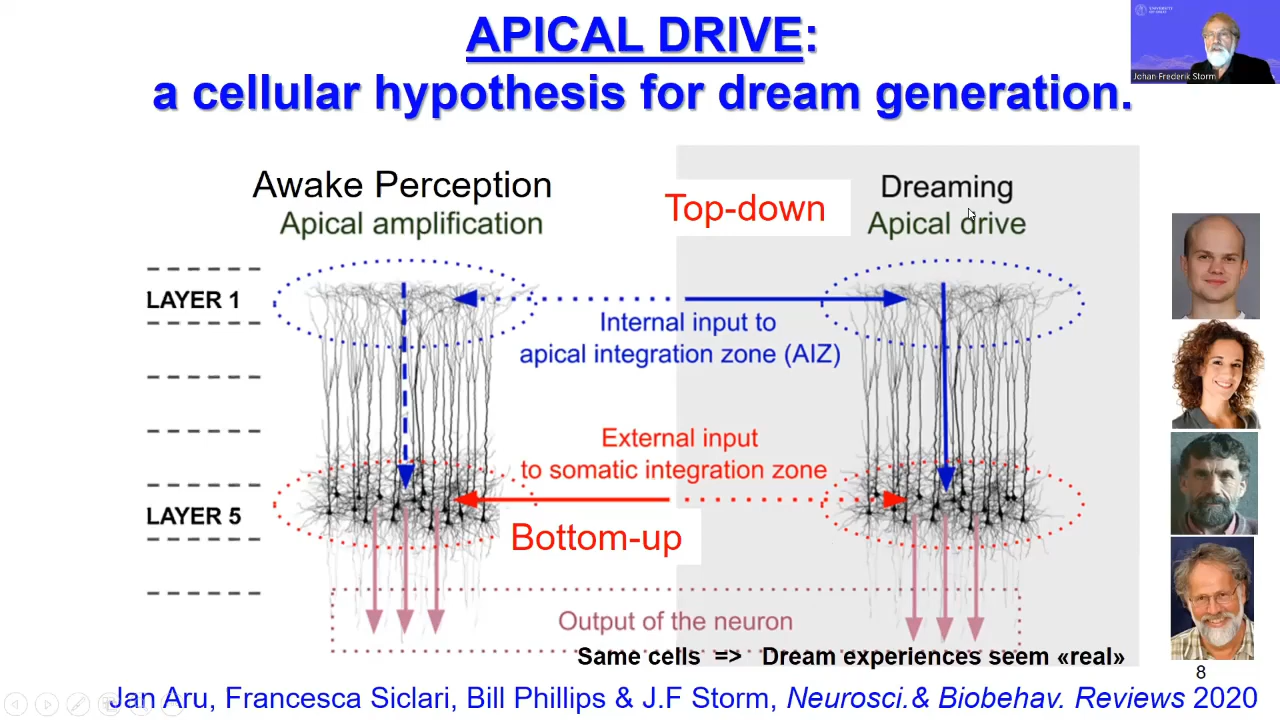 APICAL DRIVE:
a cellular hypothesis for dream generation.
UNIVERSITY
OF OSLO
Johan Frederik Storm
Awake Perception
Apical amplification
Top-down
Dreaming
Apical drive
LAYER 1
Internal input to
apical integration zone (AIZ)
External input
to somatic integration zone
LAYER 5
Bottom-up
Output of the neuron
Same cells => Dream experiences seem «real»
8
Jan Aru, Francesca Siclari, Bill Phillips & J.F Storm, Neurosci.& Biobehav. Reviews 2020